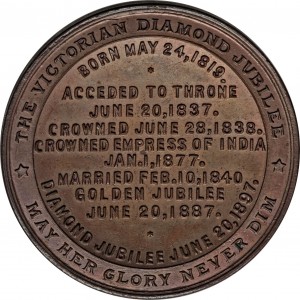 THE VICTORIAN DIAMOND JUBILEE
BORN MAY 24, 1819.
ACCEDED TO THRONE
JUNE 20, 1837.
CROWNED JUNE 28, 1838.
CROWNED EMPRESS OF INDIA
JAN. 1, 1877.
MARRIED FEB. 10, 1840.
GOLDEN JUBILEE
JUNE 20, 1887.
DIAMOND JUBILEE JUNE 20, 1897.
MAY HER GLORY NEVER DIM